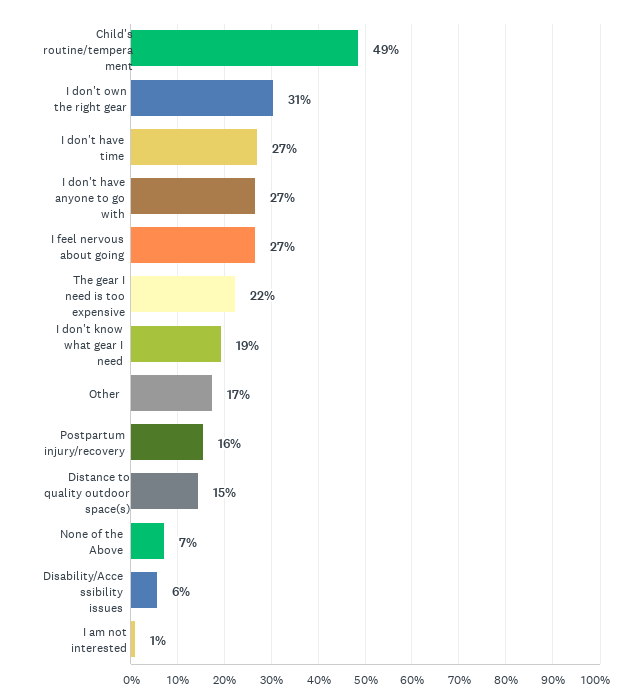 Child's
routine/tempera
ment
49%
I don't own
the right gear
31%
I don't have
time
27%
I don't have
anyone to go
with
27%
I feel nervous
about going
27%
The gear I
need is too
expensive
22%
I don't know
what gear I
need
19%
Other
17%
Postpartum
injury/recovery
16%
Distance to
quality outdoor
space(s)
15%
None of the
Above
7%
Disability/Acce
ssibility
issues
6%
I am not
interested
1%
0% 10% 20% 30% 40% 50% 60% 70% 80% 90% 100%